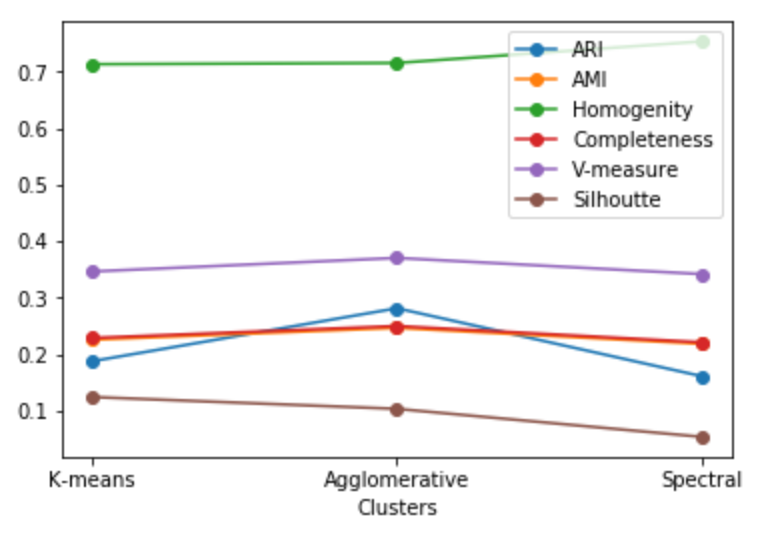 0.7
0.6
0.5
0.4
0.3
0.2
0.1
ARI
AMI
Homogenity
Completeness
V-measure
Silhoutte
K-means Agglomerative Spectral
Clusters